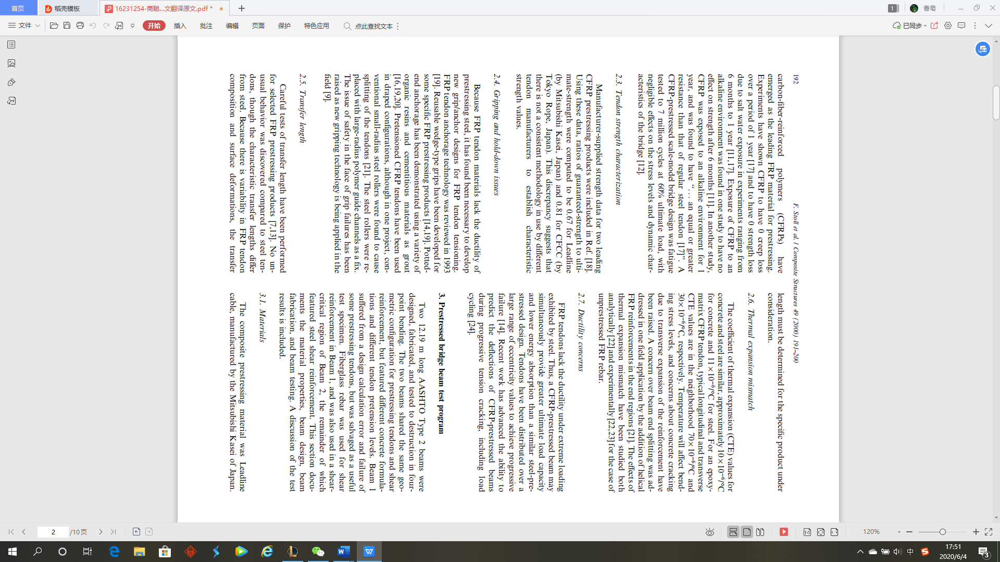 首页
稻壳模板
16231254-商聪...文翻译原文.pdf *
1
香皂
文件
开始
插入
批注
编辑
页面
保护
特色应用
点此查找文本
已同步
192
F. Stoll et al. / Composite Structures 49 (2000) 191–200
carbon-fiber-reinforced polymers (CFRPs) have
emerged as the leading FRP material for prestressing.
Experiments have shown CFRP to have 0 creep loss
over a period of 1 year [17] and to have 0 strength loss
due to salt water exposure in experiments ranging from
6 months to 1 year [11,17]. Exposure of CFRP to an
alkaline environment was found in one study to have no
effect on strength after 6 months [11]. In another study,
CFRP was exposed to an alkaline environment for 1
year, and was found to have “... an equal or greater
resistance than that of regular steel tendon [17]”. A
CFRP-prestressed scale-model bridge design was fatigue
tested to 7 million cycles at 60% ultimate load, with
negligible effects on the stress levels and dynamic char-
acteristics of the bridge [12].
2.3. Tendon strength characterization
Manufacturer-supplied strength data for two leading
CFRP prestressing products were included in Ref. [18].
Using these data, ratios of guaranteed-strength to ulti-
mate-strength were computed to be 0.67 for Leadline
(by Mitsubishi Kasei, Japan) and 0.81 for CFCC (by
Tokyo Rope, Japan). This discrepancy suggests that
there is not a consistent methodology in use by different
tendon manufacturers to establish characteristic
strength values.
2.4. Gripping and hold-down issues
Because FRP tendon materials lack the ductility of
prestressing steel, it has found been necessary to develop
new grip/anchor designs for FRP tendon tensioning.
FRP tendon anchorage technology was reviewed in 1993
[19]. Reusable wedge-type grips have been developed for
some specific FRP prestressing products [14,19]. Potted-
end anchorage has been demonstrated using a variety of
organic resins and cementitious materials as grout
[16,19,20]. Pretensioned CFRP tendons have been used
in draped configurations, although in one project, con-
ventional small-radius steel rollers were found to cause
splitting of the tendons [21]. The steel rollers were re-
placed with large-radius polymer guide channels as a fix.
The issue of safety in the face of grip failures has been
raised as new gripping technology is being applied in the
field [9].
2.5. Transfer length
Careful tests of transfer length have been performed
for selected FRP prestressing products [7,13]. No un-
usual behavior was discovered compared to steel ten-
dons, though the characteristic transfer lengths differ
from steel. Because there is variability in FRP tendon
composition and surface deformations, the transfer
length must be determined for the specific product under
consideration.
2.6. Thermal expansion mismatch
The coefficient of thermal expansion (CTE) values for
concrete and steel are similar, approximately 10×10⁻⁶/°C
for concrete and 11×10⁻⁶/°C for steel. For an epoxy-
matrix CFRP tendon, typical longitudinal and transverse
CTE values are in the neighborhood 70×10⁻⁶/°C and
30×10⁻⁶/°C, respectively. Temperature will affect bend-
ing stress levels, and concerns about concrete cracking
due to transverse expansion of the reinforcement have
been raised. A concern over beam end splitting was ad-
dressed in one field application by the addition of helical
FRP reinforcements in the end regions [21]. The effects of
thermal expansion mismatch have been studied both
analytically [22] and experimentally [22,23] for the case of
unprestressed FRP rebar.
2.7. Ductility concerns
FRP tendons lack the ductility under extreme loading
exhibited by steel. Thus, a CFRP-prestressed beam may
simultaneously provide greater ultimate load capacity
and lower energy absorption than a similar steel-pre-
stressed design. Tendons have been distributed over a
large range of eccentricity values to achieve progressive
failure [14]. Recent work has advanced the ability to
predict the deflections of CFRP-prestressed beams
during progressive tension cracking, including load
cycling [24].
3. Prestressed bridge beam test program
Two 12.19 m long AASHTO Type 2 beams were
designed, fabricated, and tested to destruction in four-
point bending. The two beams shared the same geo-
metric configuration for prestressing tendons and shear
reinforcement, but featured different concrete formula-
tions and different tendon pretension levels. Beam 1
suffered from a design calculation error and failure of
some prestressing tendons, but was salvaged as a useful
test specimen. Fiberglass rebar was used for shear
reinforcement in Beam 1, and was also used in a shear-
critical region of Beam 2, the remainder of which
featured steel shear reinforcement. This section docu-
ments the material properties, beam design, beam
fabrication, and beam testing. A discussion of the test
results is included.
3.1. Materials
The composite prestressing material was Leadline
cable, manufactured by the Mitsubishi Kasei of Japan.
2
/10页
120%
中
17:51
2020/6/4
3